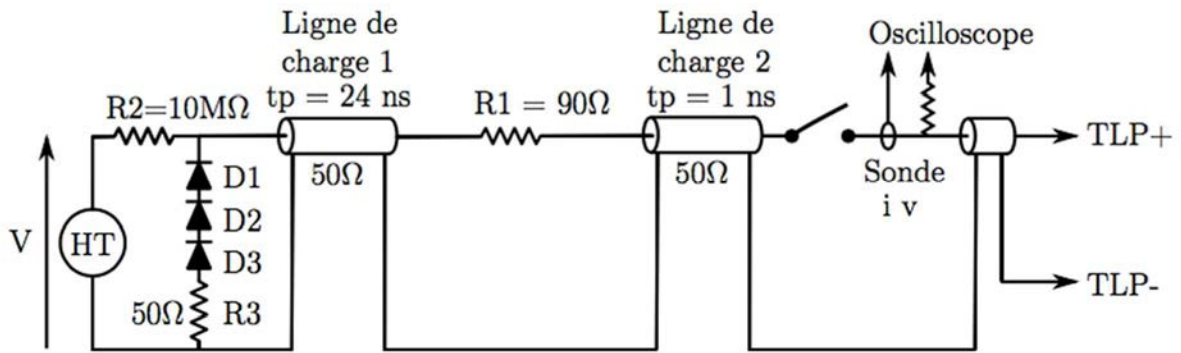 Ligne de
charge 1
tp = 24 ns
Ligne de
charge 2
tp = 1 ns
Oscilloscope
R2=10MΩ
R1 = 90Ω
TLP+
D1
50Ω
50Ω
Sonde
i v
D2
V
HT
D3
TLP-
50Ω
R3